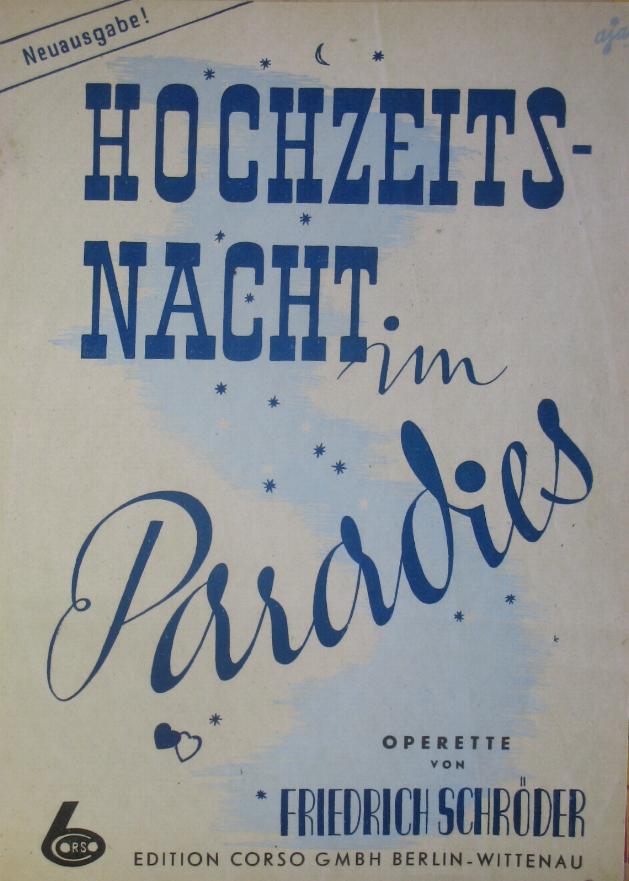 Neuausgabe!
HOCHZEITS-
NACHT im
Paradies
OPERETTE
VON
FRIEDRICH SCHRÖDER
CORSO
EDITION CORSO GMBH BERLIN-WITTENAU